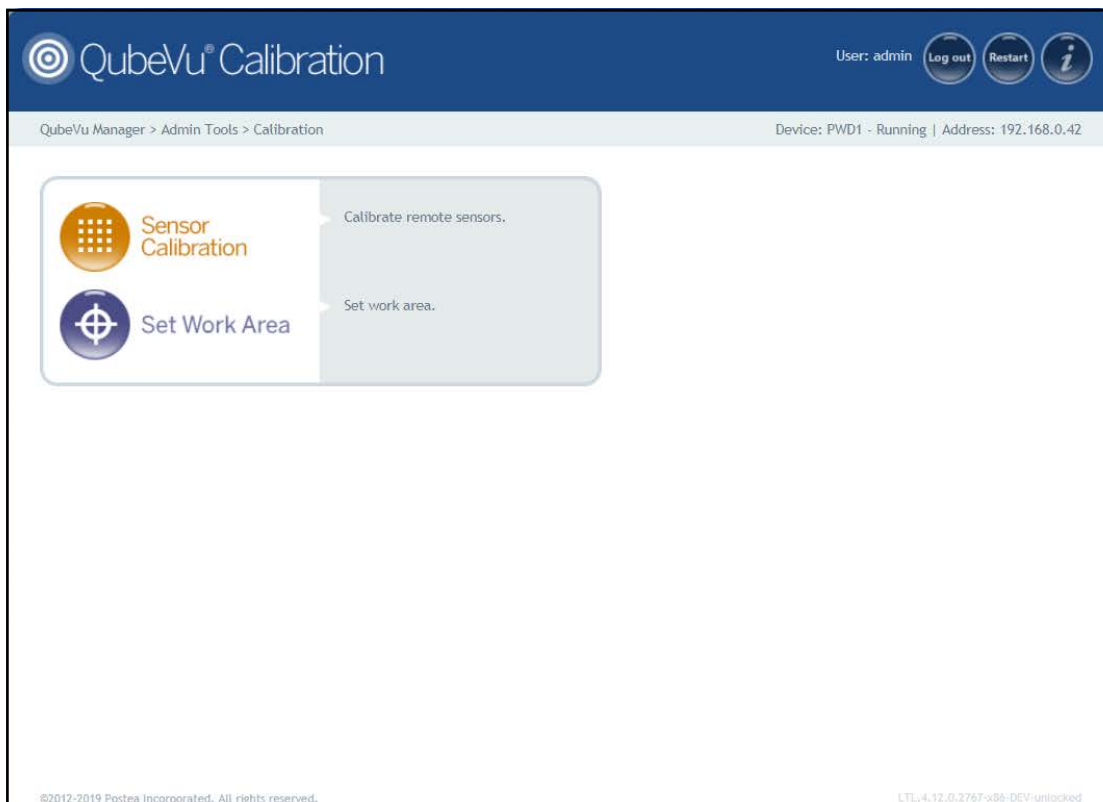 QubeVu® Calibration
User: admin
Log out
Restart
i
QubeVu Manager > Admin Tools > Calibration
Device: PWD1 - Running | Address: 192.168.0.42
Sensor
Calibration
Calibrate remote sensors.
Set Work Area
Set work area.
©2012-2019 Postea Incorporated. All rights reserved.
LTL.4.12.0.2767-x86-DEV-unlocked